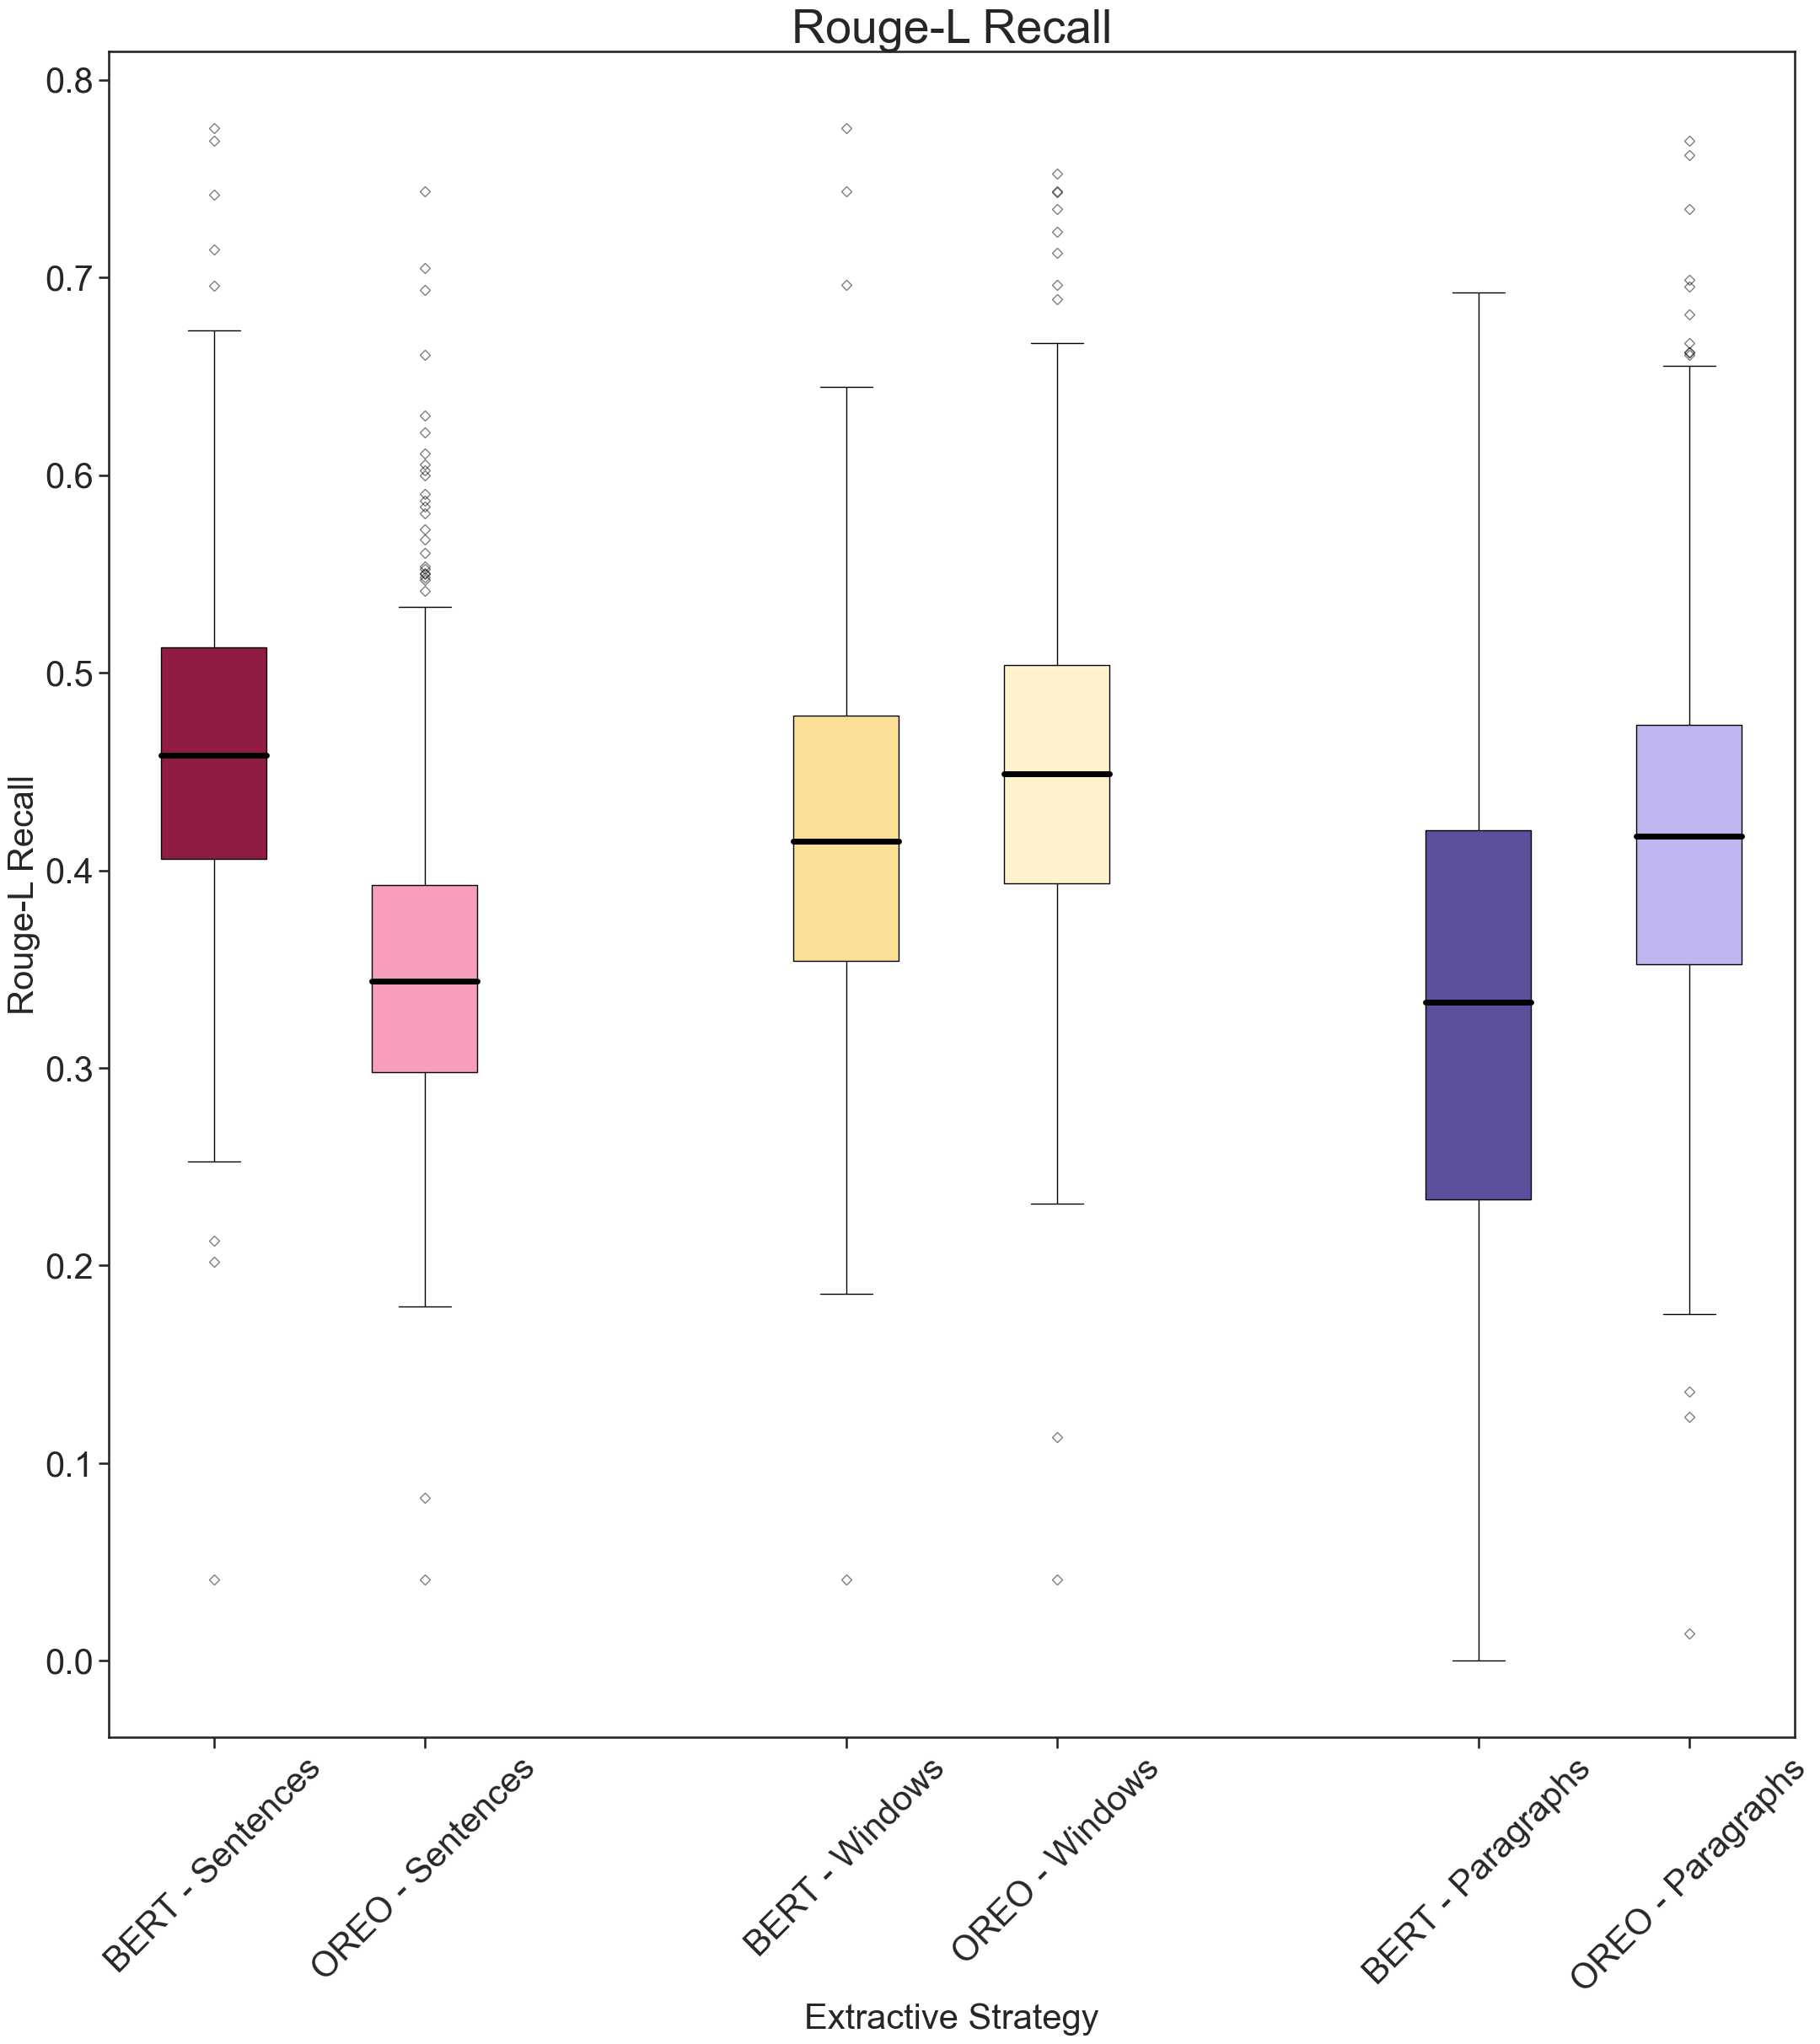 Rouge-L Recall
Rouge-L Recall
0.8
0.7
0.6
0.5
0.4
0.3
0.2
0.1
0.0
BERT - Sentences
OREO - Sentences
BERT - Windows
OREO - Windows
BERT - Paragraphs
OREO - Paragraphs
Extractive Strategy